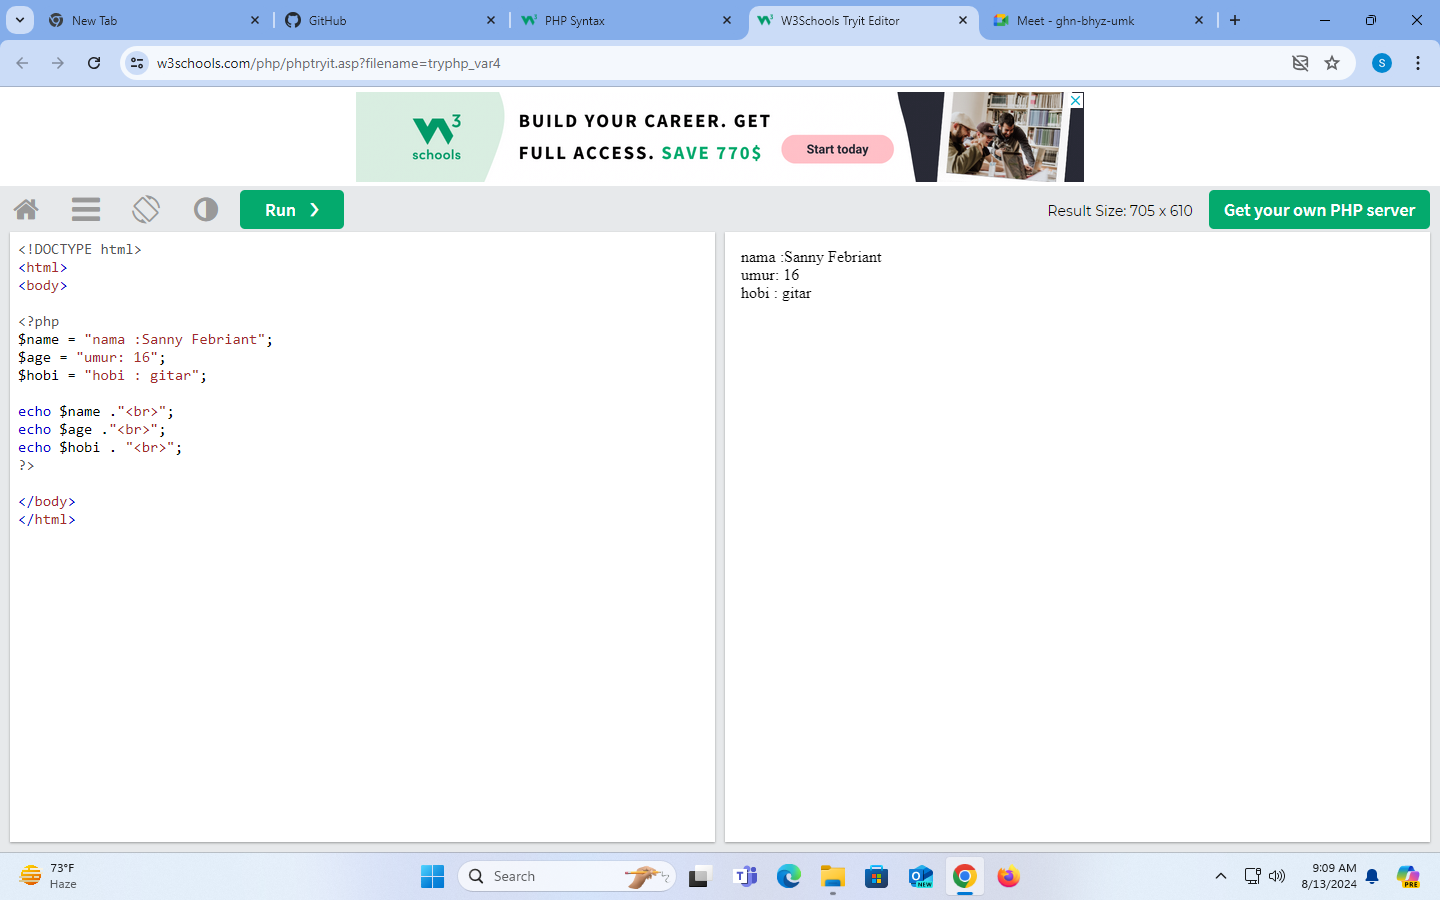 New Tab
GitHub
PHP Syntax
W3Schools Tryit Editor
Meet - ghn-bhyz-umk
w3schools.com/php/phptryit.asp?filename=tryphp_var4
S
3
schools
BUILD YOUR CAREER. GET
FULL ACCESS. SAVE 770$
Start today
Run ❯
Result Size: 705 x 610
Get your own PHP server
<!DOCTYPE html>
<html>
<body>
<?php
$name = "nama :Sanny Febriant";
$age = "umur: 16";
$hobi = "hobi : gitar";
echo $name ."<br>";
echo $age ."<br>";
echo $hobi . "<br>";
?>
</body>
</html>
nama :Sanny Febriant
umur: 16
hobi : gitar
73°F
Haze
Search
NEW
9:09 AM
8/13/2024
PRE